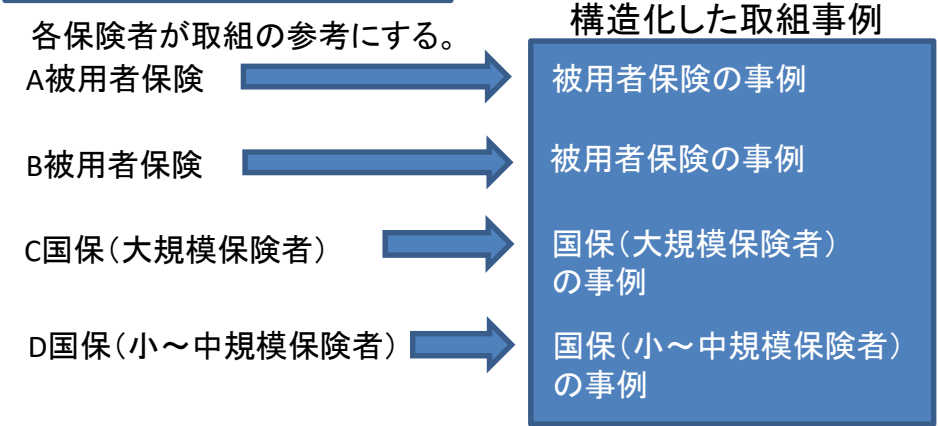 構造化した取組事例
各保険者が取組の参考にする。
A被用者保険
被用者保険の事例
B被用者保険
被用者保険の事例
C国保(大規模保険者)
国保(大規模保険者)
の事例
D国保(小～中規模保険者)
国保(小～中規模保険者)
の事例